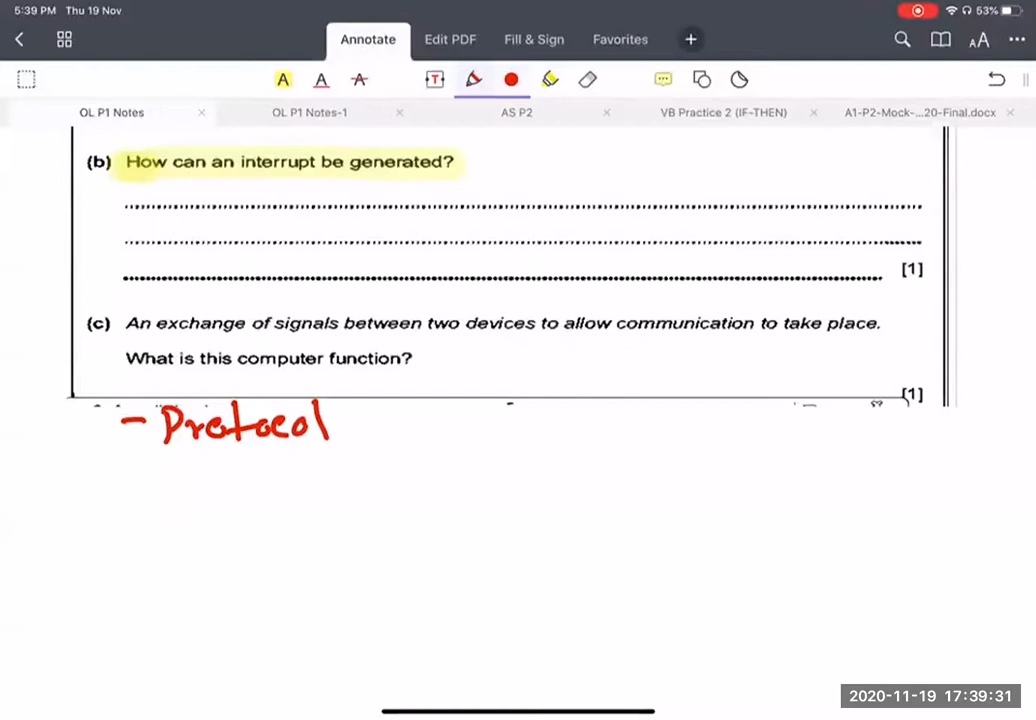 5:39 PM Thu 19 Nov
53%
Annotate Edit PDF Fill & Sign Favorites +
AA
A A A T
OL P1 Notes × OL P1 Notes-1 × AS P2 × VB Practice 2 (IF-THEN) × A1-P2-Mock-...20-Final.docx ×
(b) How can an interrupt be generated?
[1]
(c) An exchange of signals between two devices to allow communication to take place.
What is this computer function?
[1]
- Protocol
2020-11-19 17:39:31